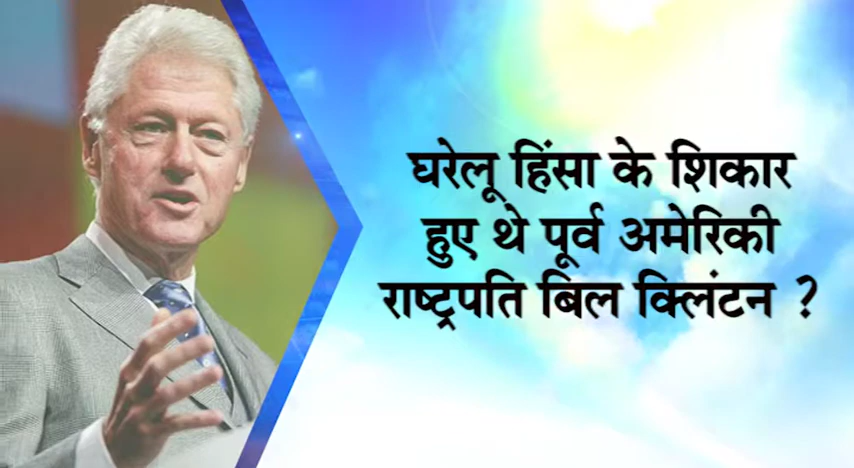 घरेलू हिंसा के शिकार
हुए थे पूर्व अमेरिकी
राष्ट्रपति बिल क्लिंटन ?